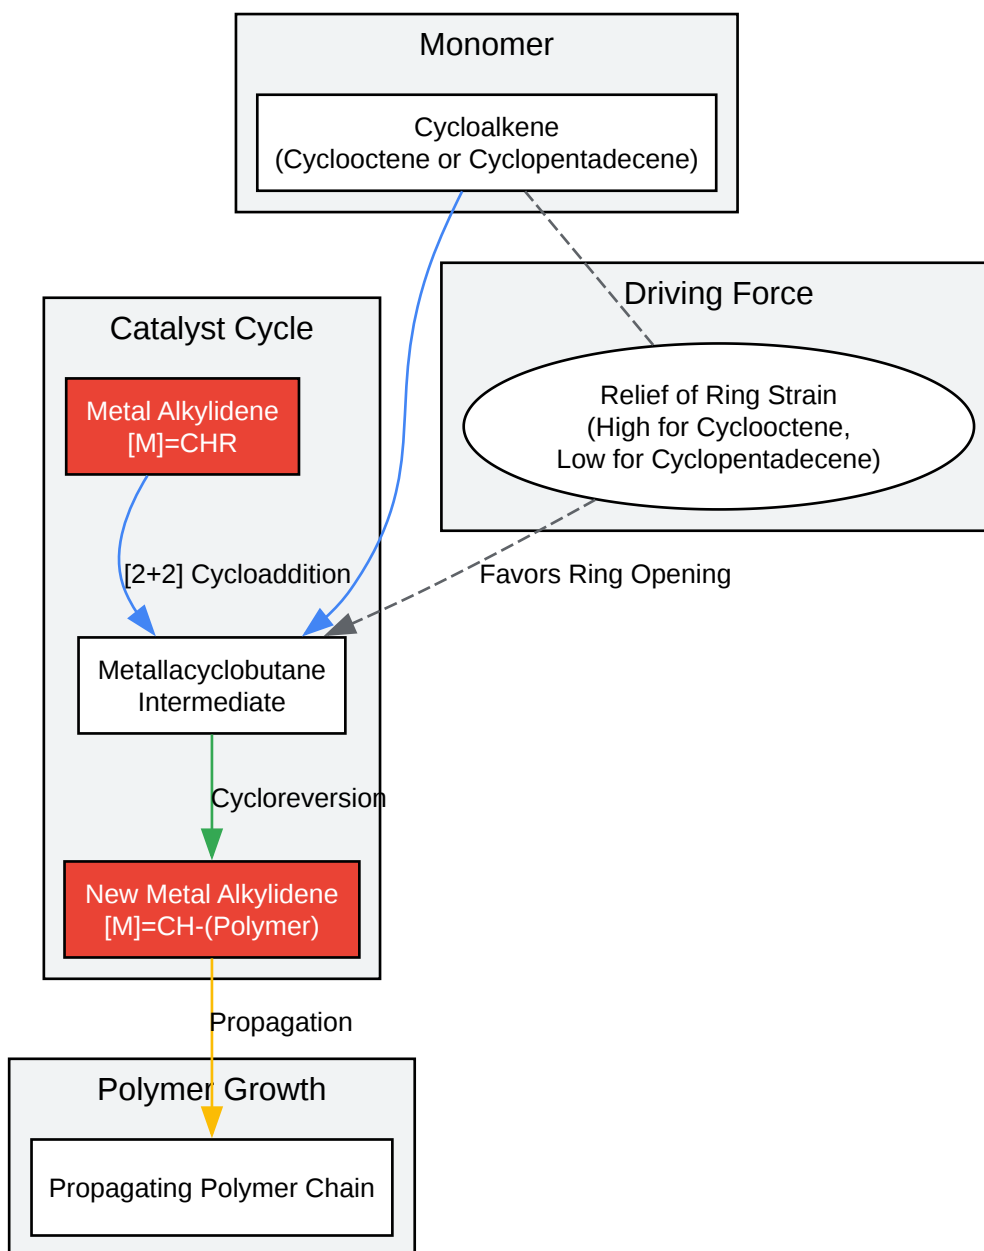 Monomer
Cycloalkene
(Cyclooctene or Cyclopentadecene)
Driving Force
Relief of Ring Strain
(High for Cyclooctene,
Low for Cyclopentadecene)
Catalyst Cycle
Metal Alkylidene
[M]=CHR
[2+2] Cycloaddition
Favors Ring Opening
Metallacyclobutane
Intermediate
Cycloreversion
New Metal Alkylidene
[M]=CH-(Polymer)
Propagation
Polymer Growth
Propagating Polymer Chain